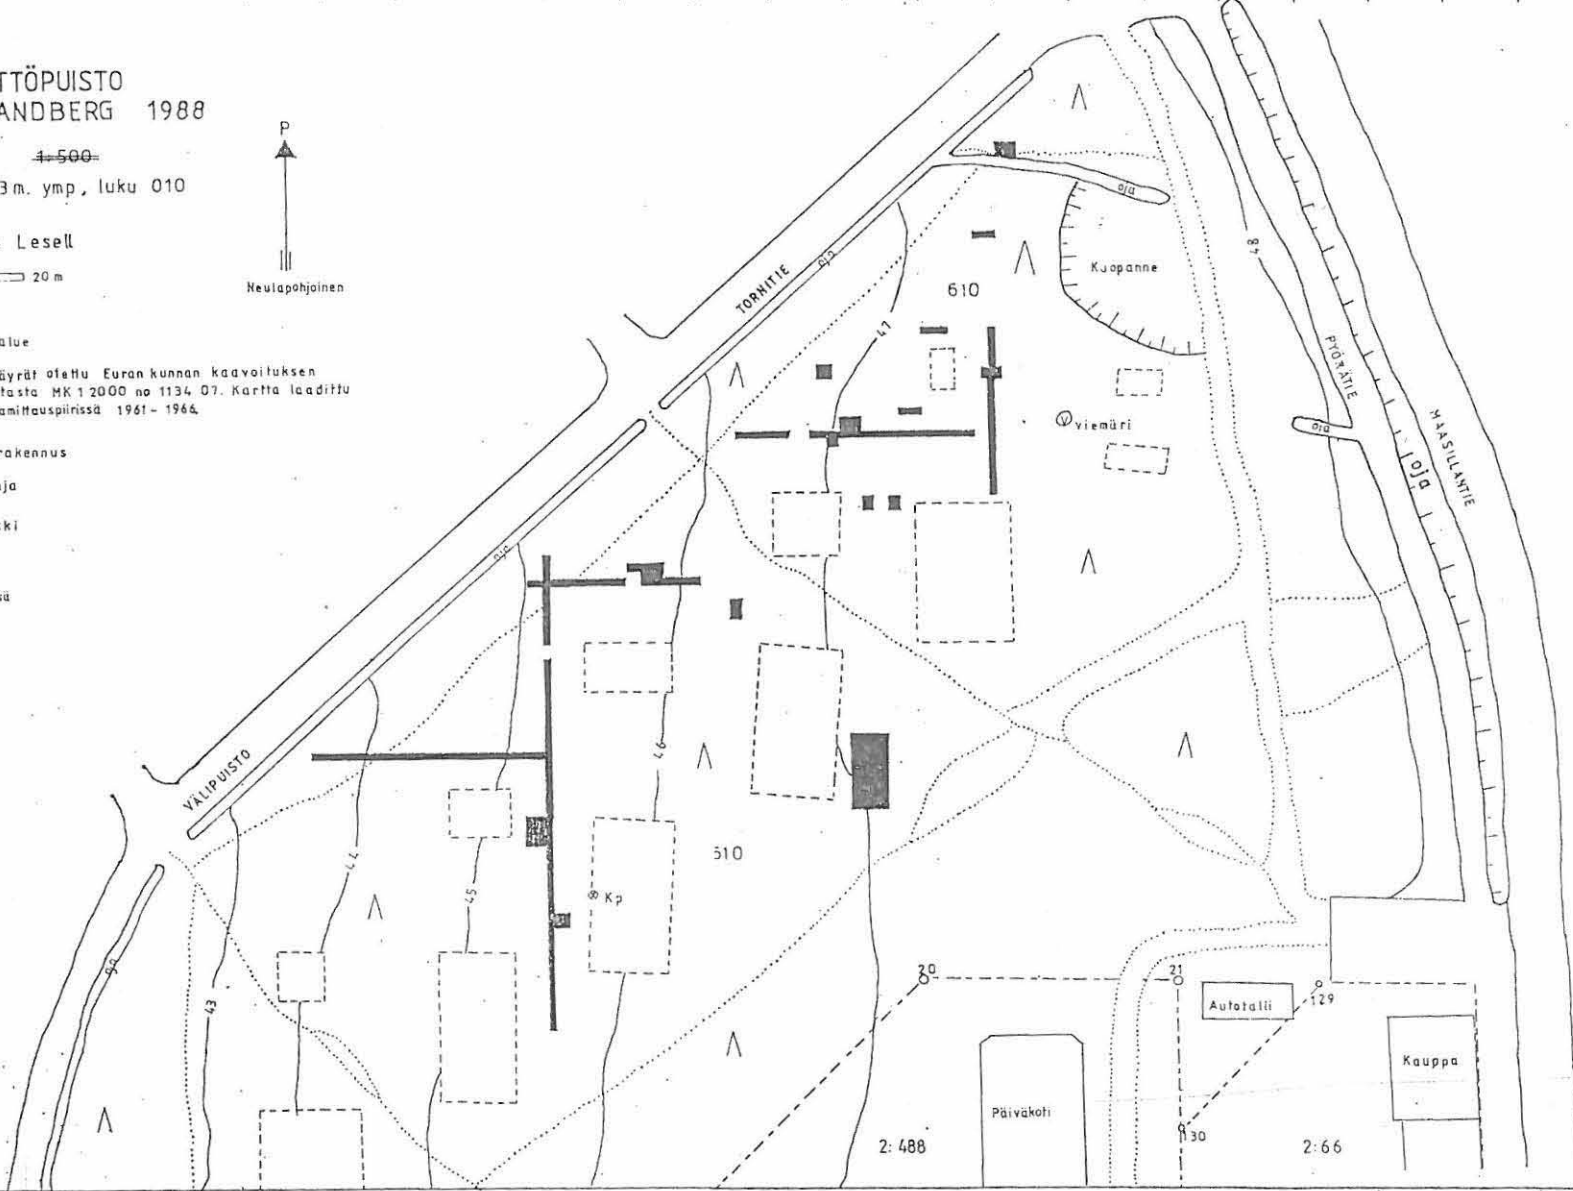 TTÖPUISTO
ANDBERG 1988
1:500
3 m. ymp, luku 010
Lesell
20 m
P
Neulapohjoinen
alue
äyrät otettu Euran kunnan kaavoituksen
tasta MK 1 2000 no 1134 07. Kartta laadittu
amittauspiirissä 1961 - 1966.
rakennus
ja
ki
sä
oja
Kuopanne
610
48
TORNITIE
oja
47
PYÖRÄTIE
MAASILLANTIE
viemäri
V
oja
oja
oja
46
VÄLIPUISTO
44
45
510
Kp
43
20
21
Autotalli
129
Kauppa
Päiväkoti
130
2:488
2:66